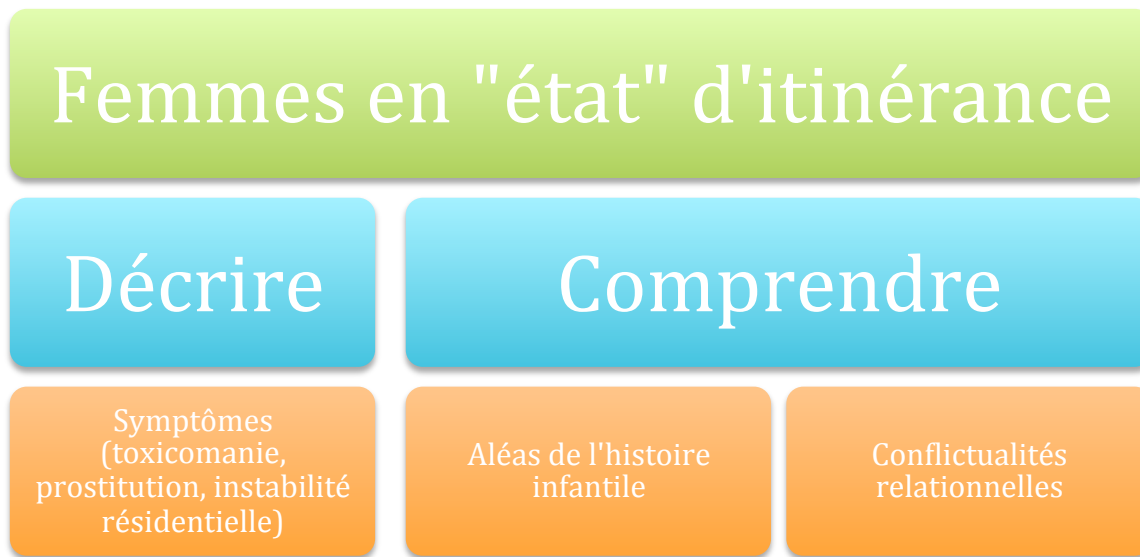 Femmes en "état" d'itinérance
Décrire
Comprendre
Symptômes
(toxicomanie,
prostitution, instabilité
résidentielle)
Aléas de l'histoire
infantile
Conflictualités
relationnelles